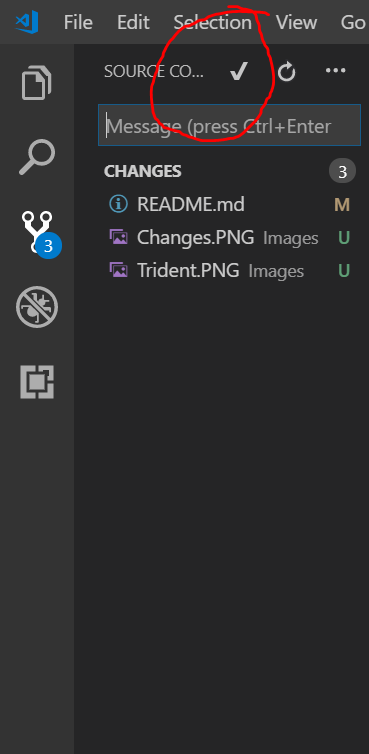 File Edit Selection View Go
SOURCE CO...
Message (press Ctrl+Enter
CHANGES 3
README.md M
Changes.PNG Images U
3
Trident.PNG Images U